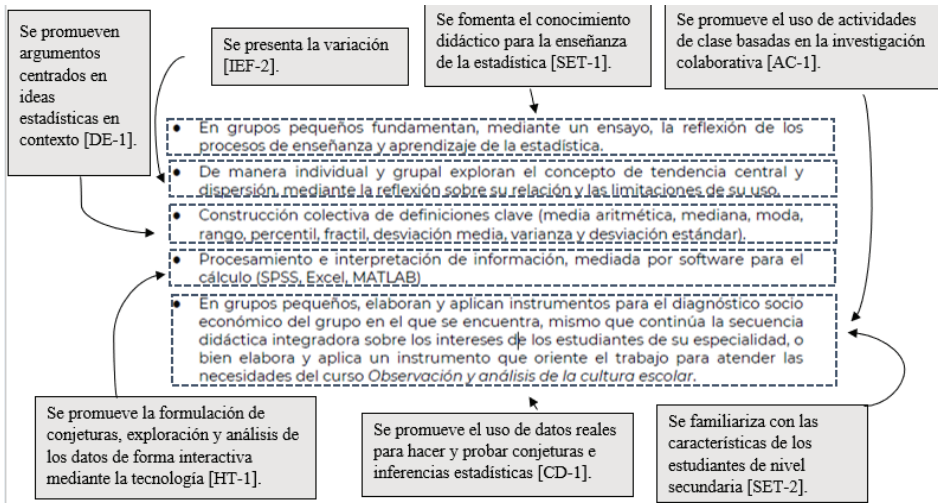 Se promueven
argumentos
centrados en
ideas
estadísticas en
contexto [DE-1].
Se presenta la variación
[IEF-2].
Se fomenta el conocimiento
didáctico para la enseñanza
de la estadística [SET-1].
Se promueve el uso de actividades
de clase basadas en la investigación
colaborativa [AC-1].
● En grupos pequeños fundamentan, mediante un ensayo, la reflexión de los
procesos de enseñanza y aprendizaje de la estadística.
● De manera individual y grupal exploran el concepto de tendencia central y
dispersión, mediante la reflexión sobre su relación y las limitaciones de su uso.
● Construcción colectiva de definiciones clave (media aritmética, mediana, moda,
rango, percentil, fractil, desviación media, varianza y desviación estándar).
● Procesamiento e interpretación de información, mediada por software para el
cálculo (SPSS, Excel, MATLAB)
● En grupos pequeños, elaboran y aplican instrumentos para el diagnóstico socio
económico del grupo en el que se encuentra, mismo que continúa la secuencia
didáctica integradora sobre los intereses de los estudiantes de su especialidad, o
bien elabora y aplica un instrumento que oriente el trabajo para atender las
necesidades del curso Observación y análisis de la cultura escolar.
Se promueve la formulación de
conjeturas, exploración y análisis de
los datos de forma interactiva
mediante la tecnología [HT-1].
Se promueve el uso de datos reales
para hacer y probar conjeturas e
inferencias estadísticas [CD-1].
Se familiariza con las
características de los
estudiantes de nivel
secundaria [SET-2].